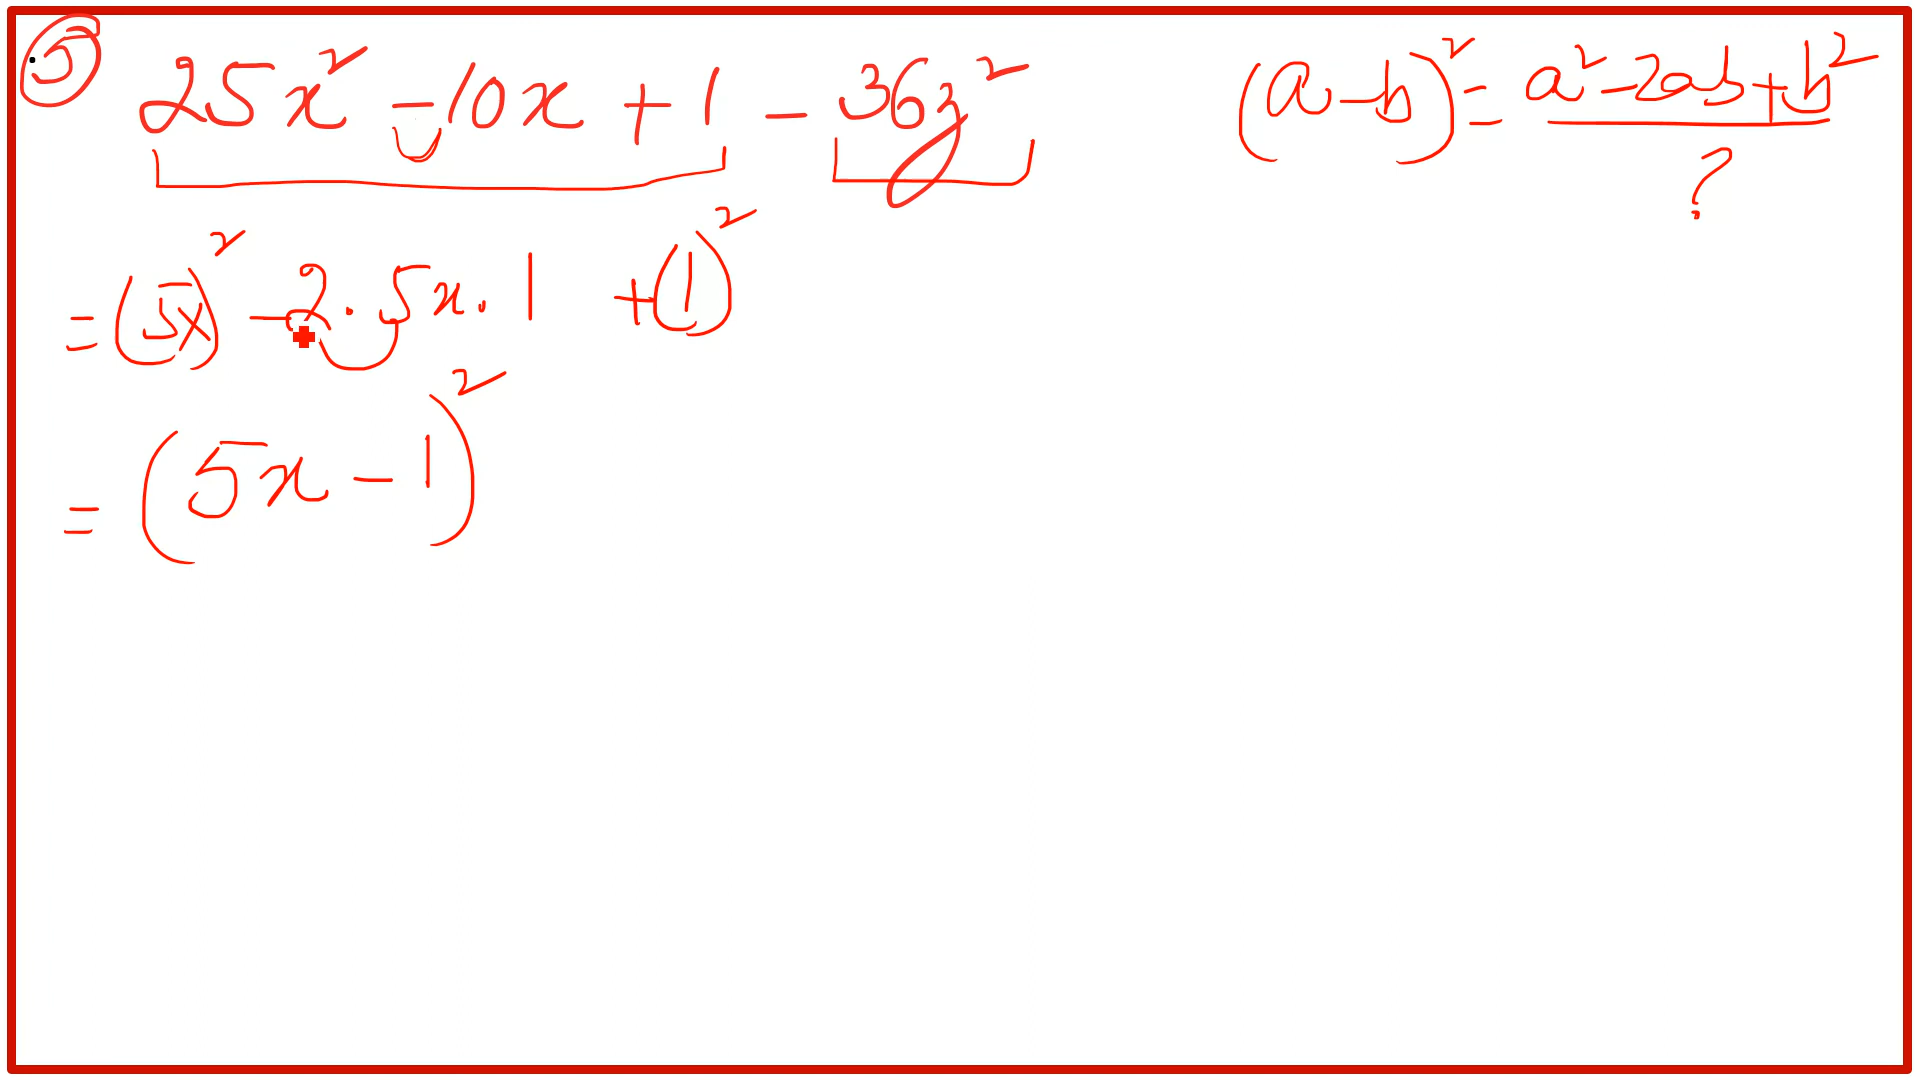 5
25x² - 10x + 1 - 36z²
(a - b)² = a² - 2ab + b²
?
= (5x)² - 2 · 5x · 1 + (1)²
= (5x - 1)²